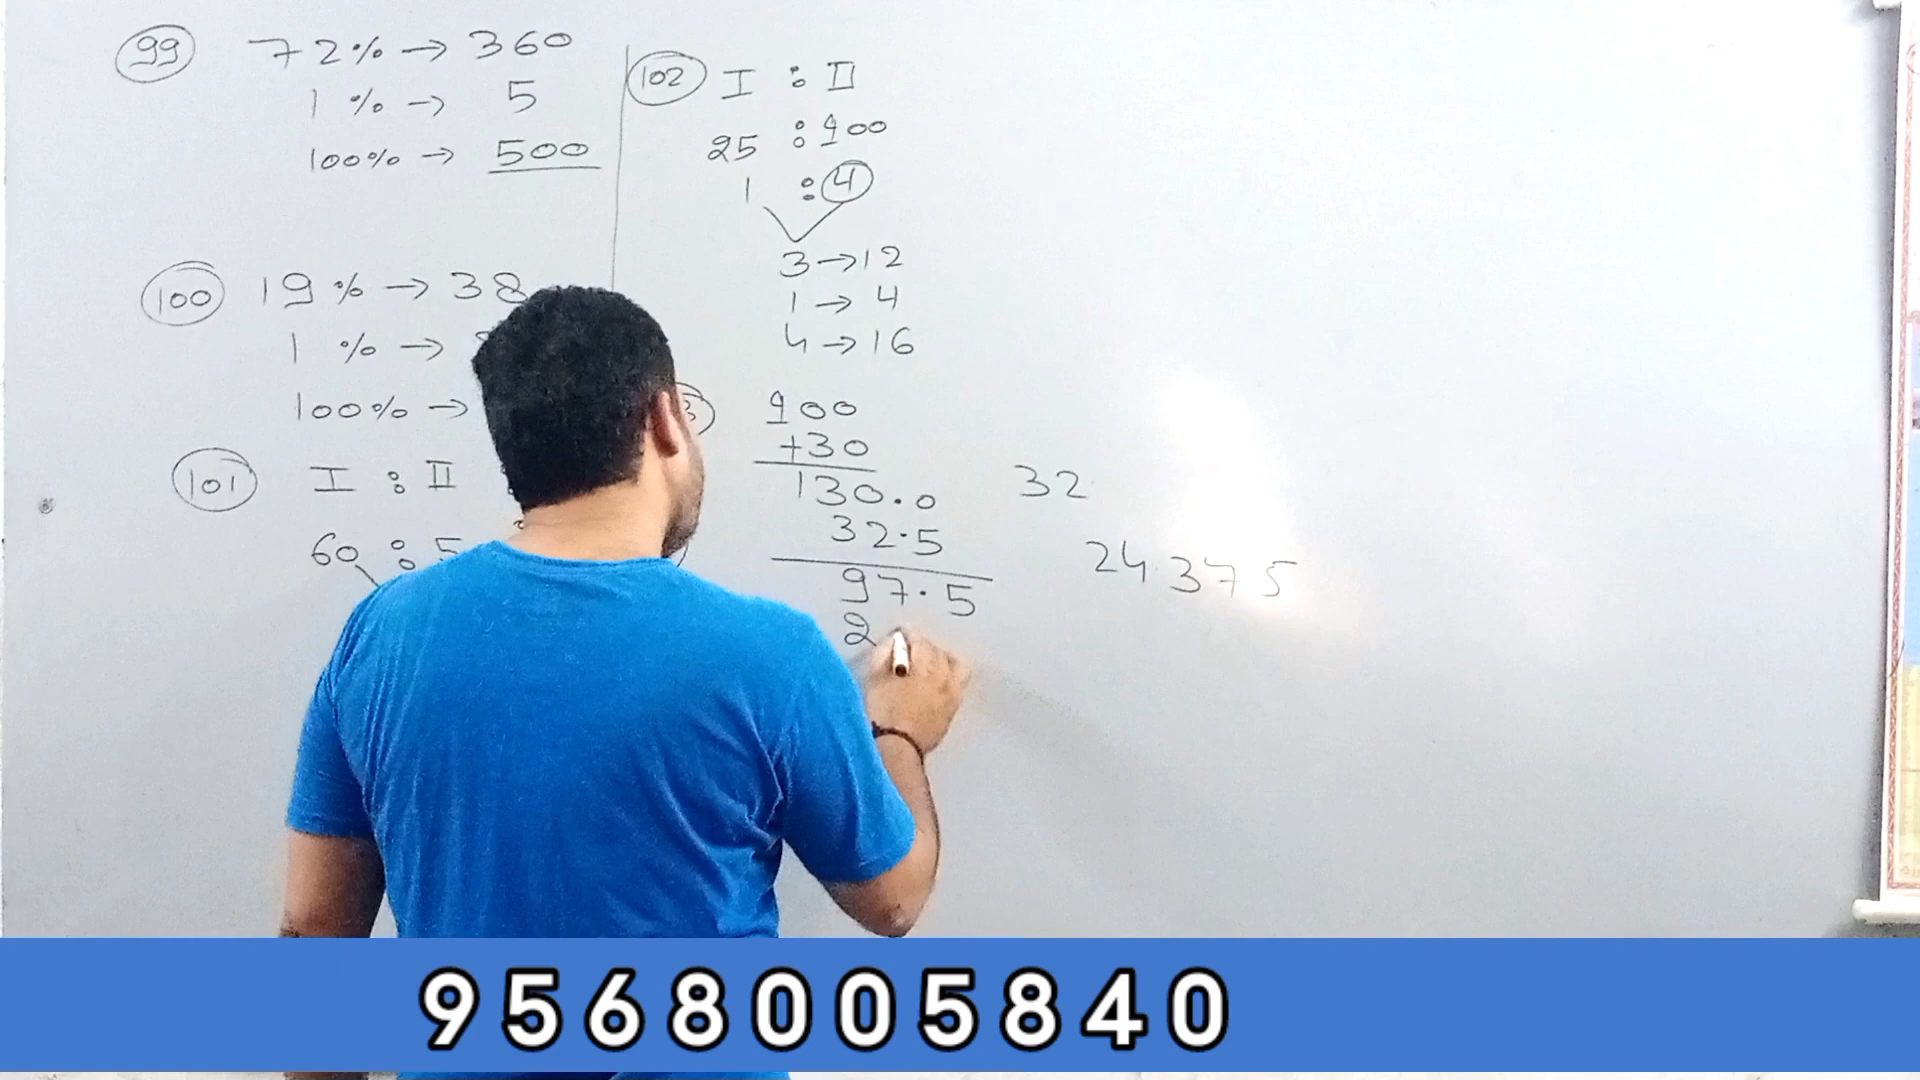 99 72% → 360
1 % → 5
100% → 500
100 19% → 38
1 % →
100% →
101 I : II
60 : 5
102 I : II
25 : 100
1 : 4
3 → 12
1 → 4
4 → 16
100
+30
130.0
32.5
97.5
2
32
24.375
9568005840